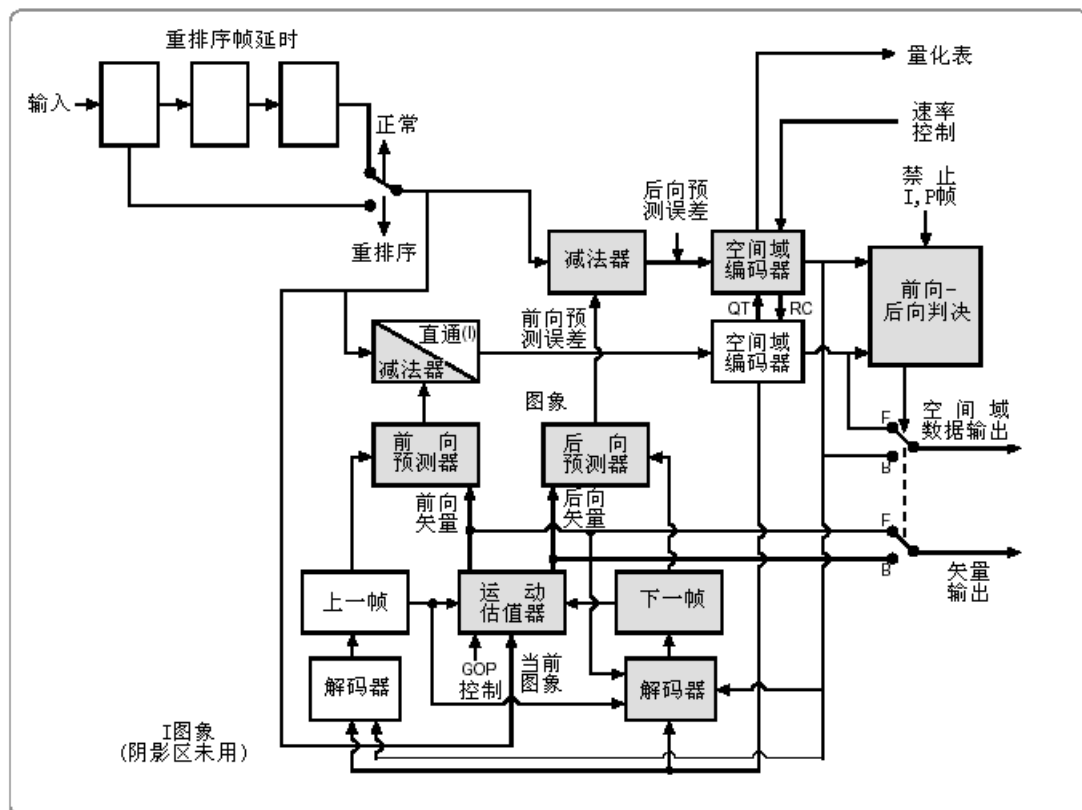 重排序帧延时
输入
正常
重排序
量化表
速率
控制
禁 止
I,P帧
后向预
测误差
减法器
空间域
编码器
前向-
后向判决
QT
RC
前向预
测误差
直通(I)
减法器
空间域
编码器
图象
前 向
预测器
后 向
预测器
F
B
空 间 域
数据输出
前向
矢量
后向
矢量
F
B
矢量
输出
上一帧
运 动
估值器
下一帧
解码器
GOP
控制
当前
图象
解码器
I图象
(阴影区未用)